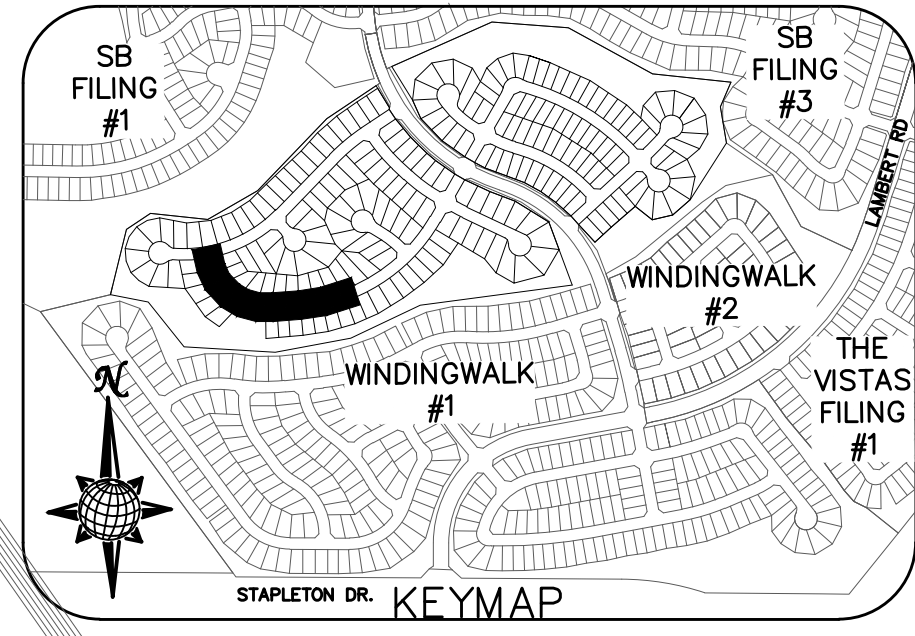 SB
FILING
#1
SB
FILING
#3
LAMBERT RD
WINDINGWALK
#2
THE
VISTAS
FILING
#1
WINDINGWALK
#1
N
STAPLETON DR.
KEYMAP